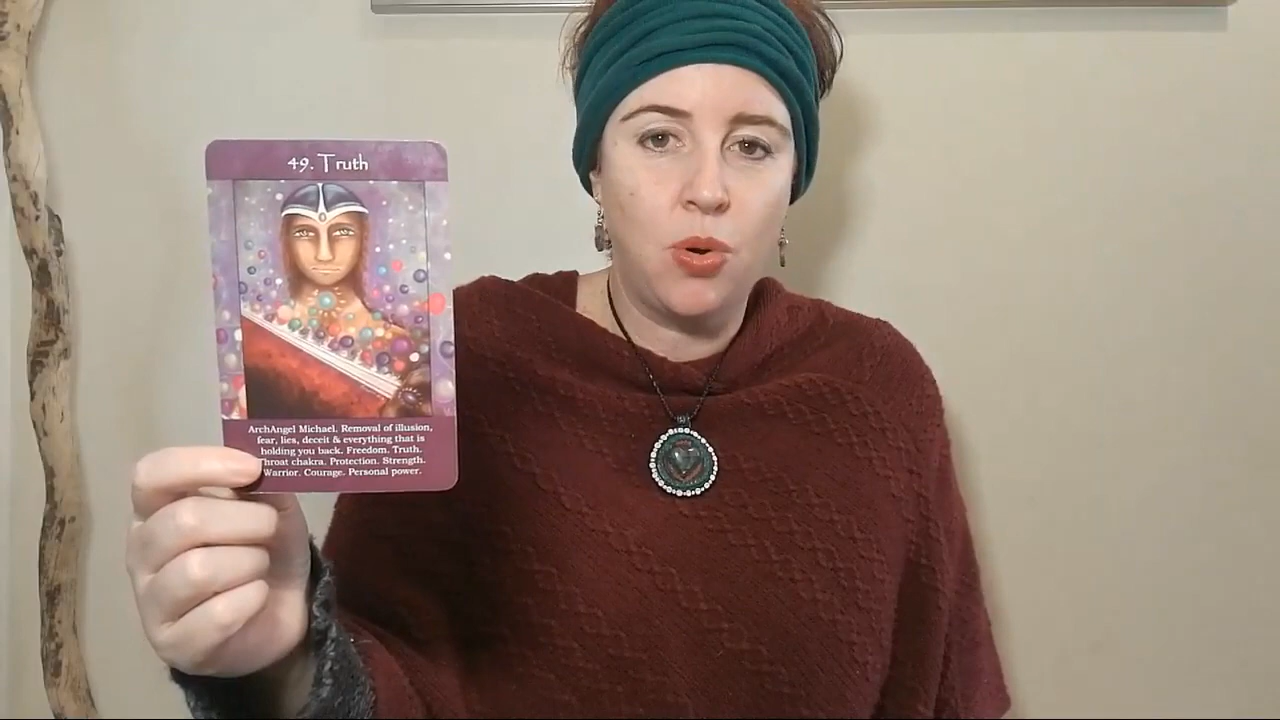 49. Truth
ArchAngel Michael. Removal of illusion,
fear, lies, deceit & everything that is
holding you back. Freedom. Truth.
Throat chakra. Protection. Strength.
Warrior. Courage. Personal power.